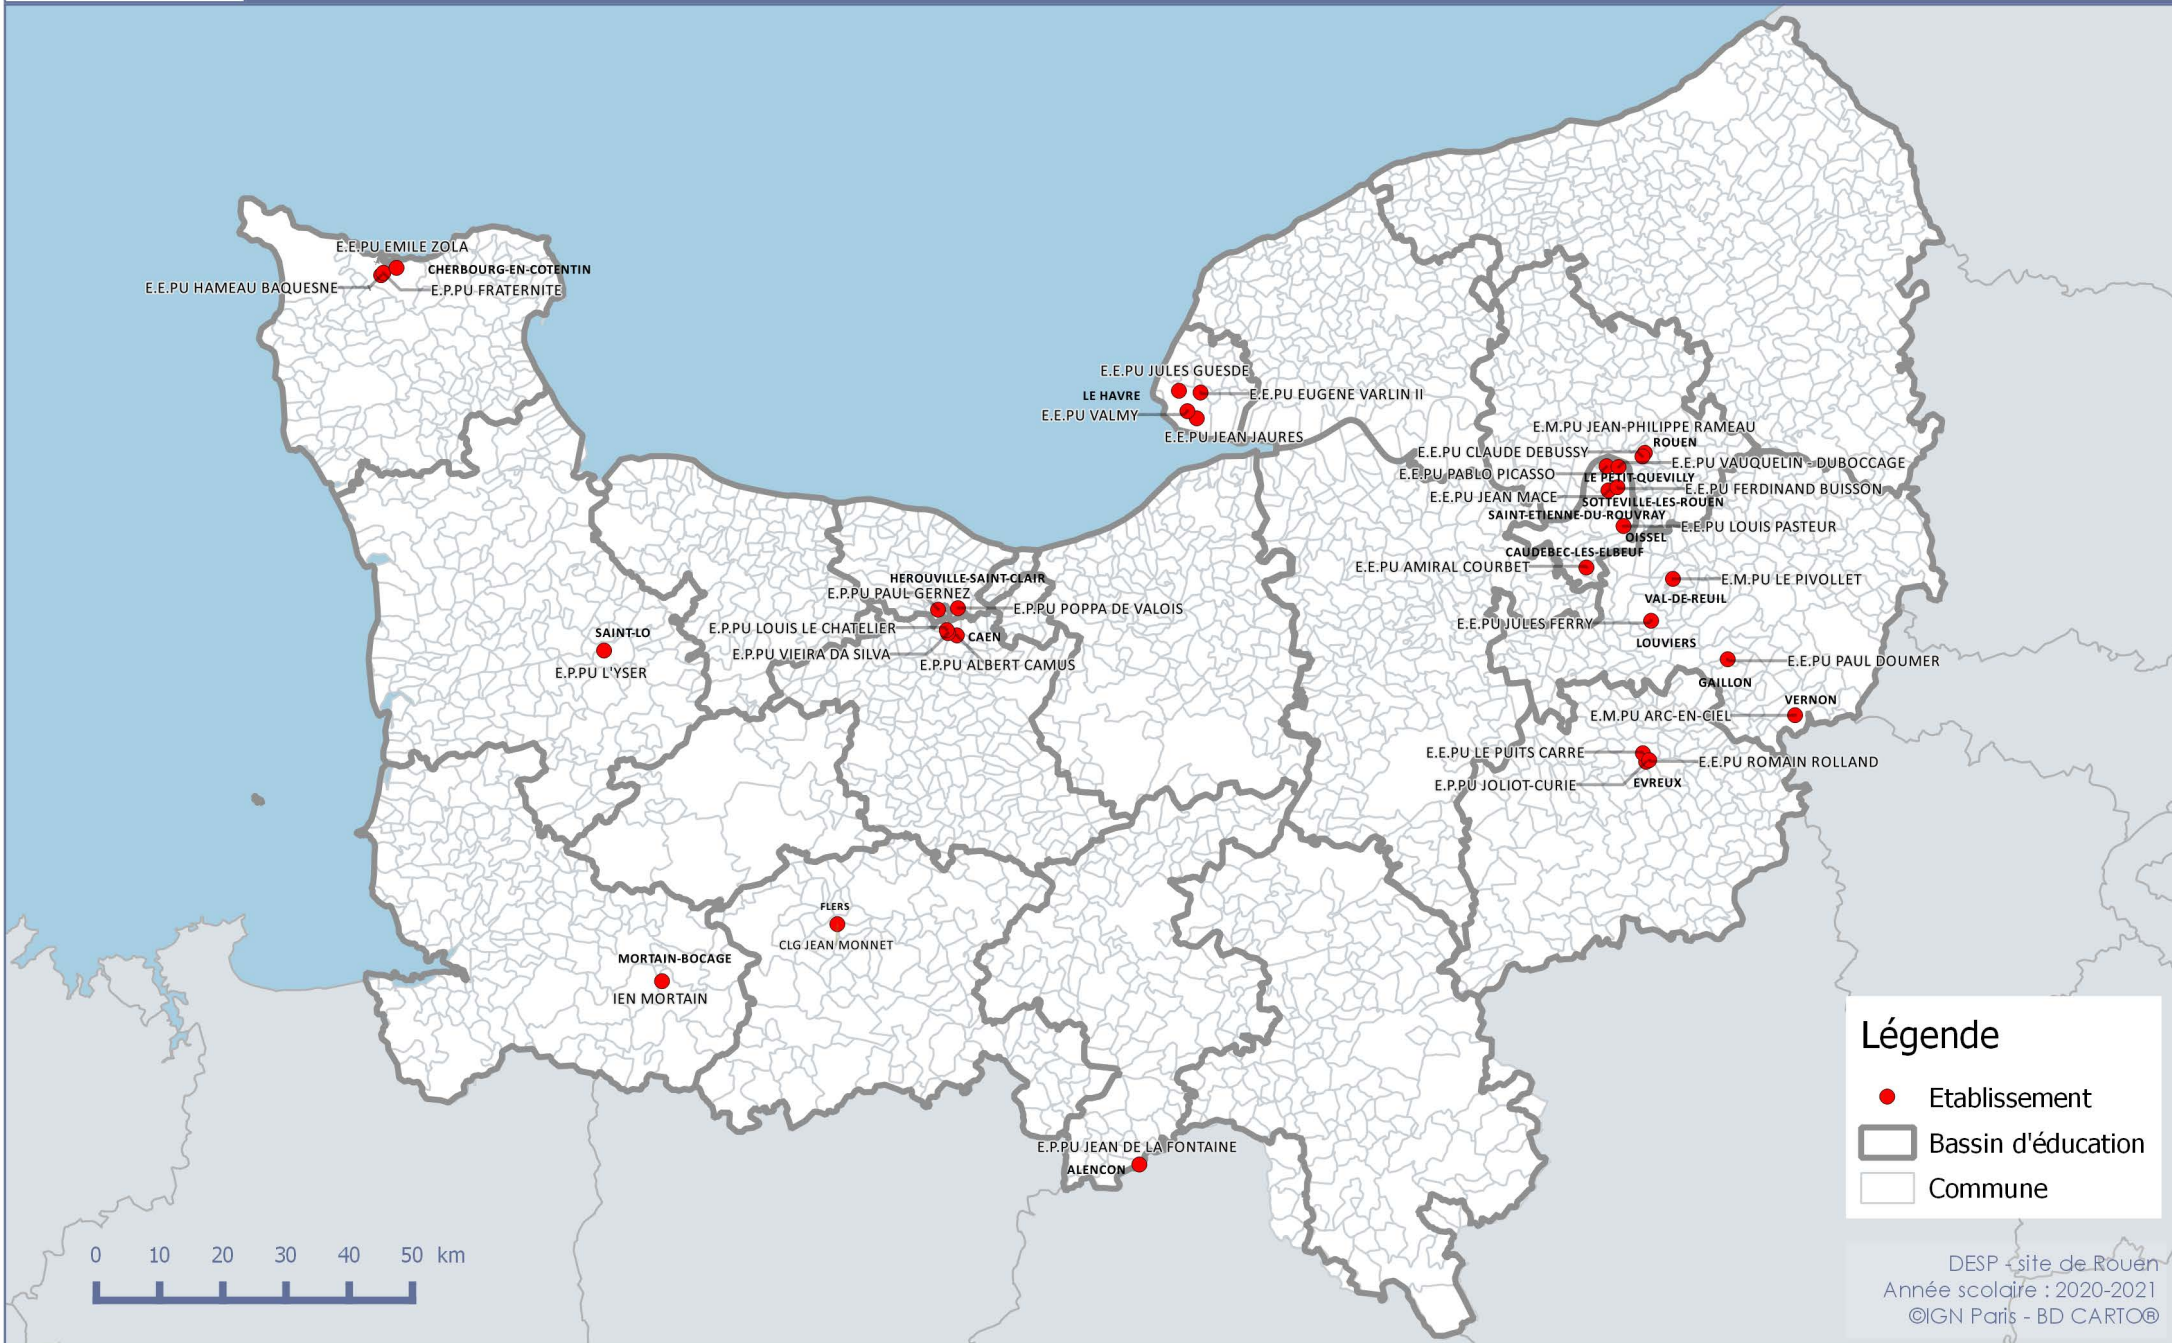 E.E.PU EMILE ZOLA
CHERBOURG-EN-COTENTIN
E.E.PU HAMEAU BAQUESNE
E.P.PU FRATERNITE
E.E.PU JULES GUESDE
LE HAVRE
E.E.PU EUGENE VARLIN II
E.E.PU VALMY
E.E.PU JEAN JAURES
E.M.PU JEAN-PHILIPPE RAMEAU
ROUEN
E.E.PU CLAUDE DEBUSSY
E.E.PU VAUQUELIN - DUBOCCAGE
E.E.PU PABLO PICASSO
LE PETIT-QUEVILLY
E.E.PU FERDINAND BUISSON
E.E.PU JEAN MACE
SOTTEVILLE-LES-ROUEN
SAINT-ETIENNE-DU-ROUVRAY
E.E.PU LOUIS PASTEUR
OISSEL
CAUDEBEC-LES-ELBEUF
E.E.PU AMIRAL COURBET
E.M.PU LE PIVOLLET
VAL-DE-REUIL
E.E.PU JULES FERRY
LOUVIERS
E.E.PU PAUL DOUMER
GAILLON
VERNON
E.M.PU ARC-EN-CIEL
E.E.PU LE PUITS CARRE
E.E.PU ROMAIN ROLLAND
E.P.PU JOLIOT-CURIE
EVREUX
HEROUVILLE-SAINT-CLAIR
E.P.PU PAUL GERNEZ
E.P.PU POPPA DE VALOIS
E.P.PU LOUIS LE CHATELIER
CAEN
E.P.PU VIEIRA DA SILVA
E.P.PU ALBERT CAMUS
SAINT-LO
E.P.PU L'YSER
FLERS
CLG JEAN MONNET
MORTAIN-BOCAGE
IEN MORTAIN
E.P.PU JEAN DE LA FONTAINE
ALENCON
Légende
Etablissement
Bassin d'éducation
Commune
0 10 20 30 40 50 km
DESP - site de Rouen
Année scolaire : 2020-2021
©IGN Paris - BD CARTO®